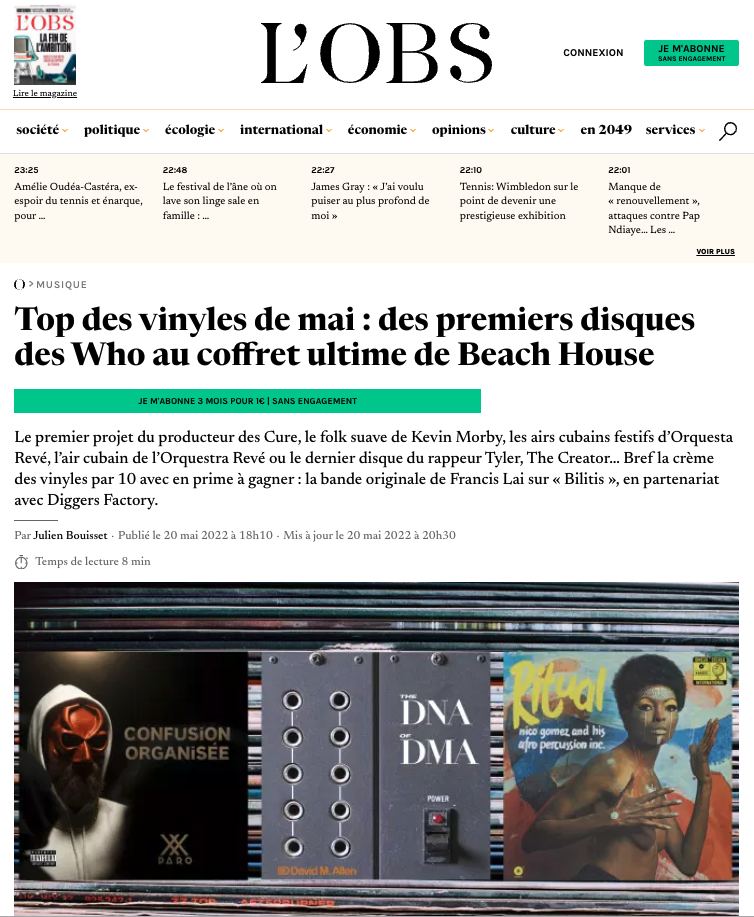 L'OBS
LA FIN DE
L'AMBITION
Lire le magazine
L'OBS
CONNEXION
JE M'ABONNE
SANS ENGAGEMENT
société
politique
écologie
international
économie
opinions
culture
en 2049
services
23:25
Amélie Oudéa-Castéra, ex-
espoir du tennis et énarque,
pour ...
22:48
Le festival de l'âne où on
lave son linge sale en
famille : ...
22:27
James Gray : « J'ai voulu
puiser au plus profond de
moi »
22:10
Tennis: Wimbledon sur le
point de devenir une
prestigieuse exhibition
22:01
Manque de
« renouvellement »,
attaques contre Pap
Ndiaye... Les ...
VOIR PLUS
O > MUSIQUE
Top des vinyles de mai : des premiers disques
des Who au coffret ultime de Beach House
JE M'ABONNE 3 MOIS POUR 1€ | SANS ENGAGEMENT
Le premier projet du producteur des Cure, le folk suave de Kevin Morby, les airs cubains festifs d'Orquesta
Revé, l'air cubain de l'Orquestra Revé ou le dernier disque du rappeur Tyler, The Creator... Bref la crème
des vinyles par 10 avec en prime à gagner : la bande originale de Francis Lai sur « Bilitis », en partenariat
avec Diggers Factory.
Par Julien Bouisset · Publié le 20 mai 2022 à 18h10 · Mis à jour le 20 mai 2022 à 20h30
Temps de lecture 8 min
CONFUSiON
ORGANiSÉE
PARO
THE
DNA
OF
DMA
POWER
David M. Allen
Ritual
nico gomez and his
afro percussion inc.
ZZ TOP
AFTERBURNER